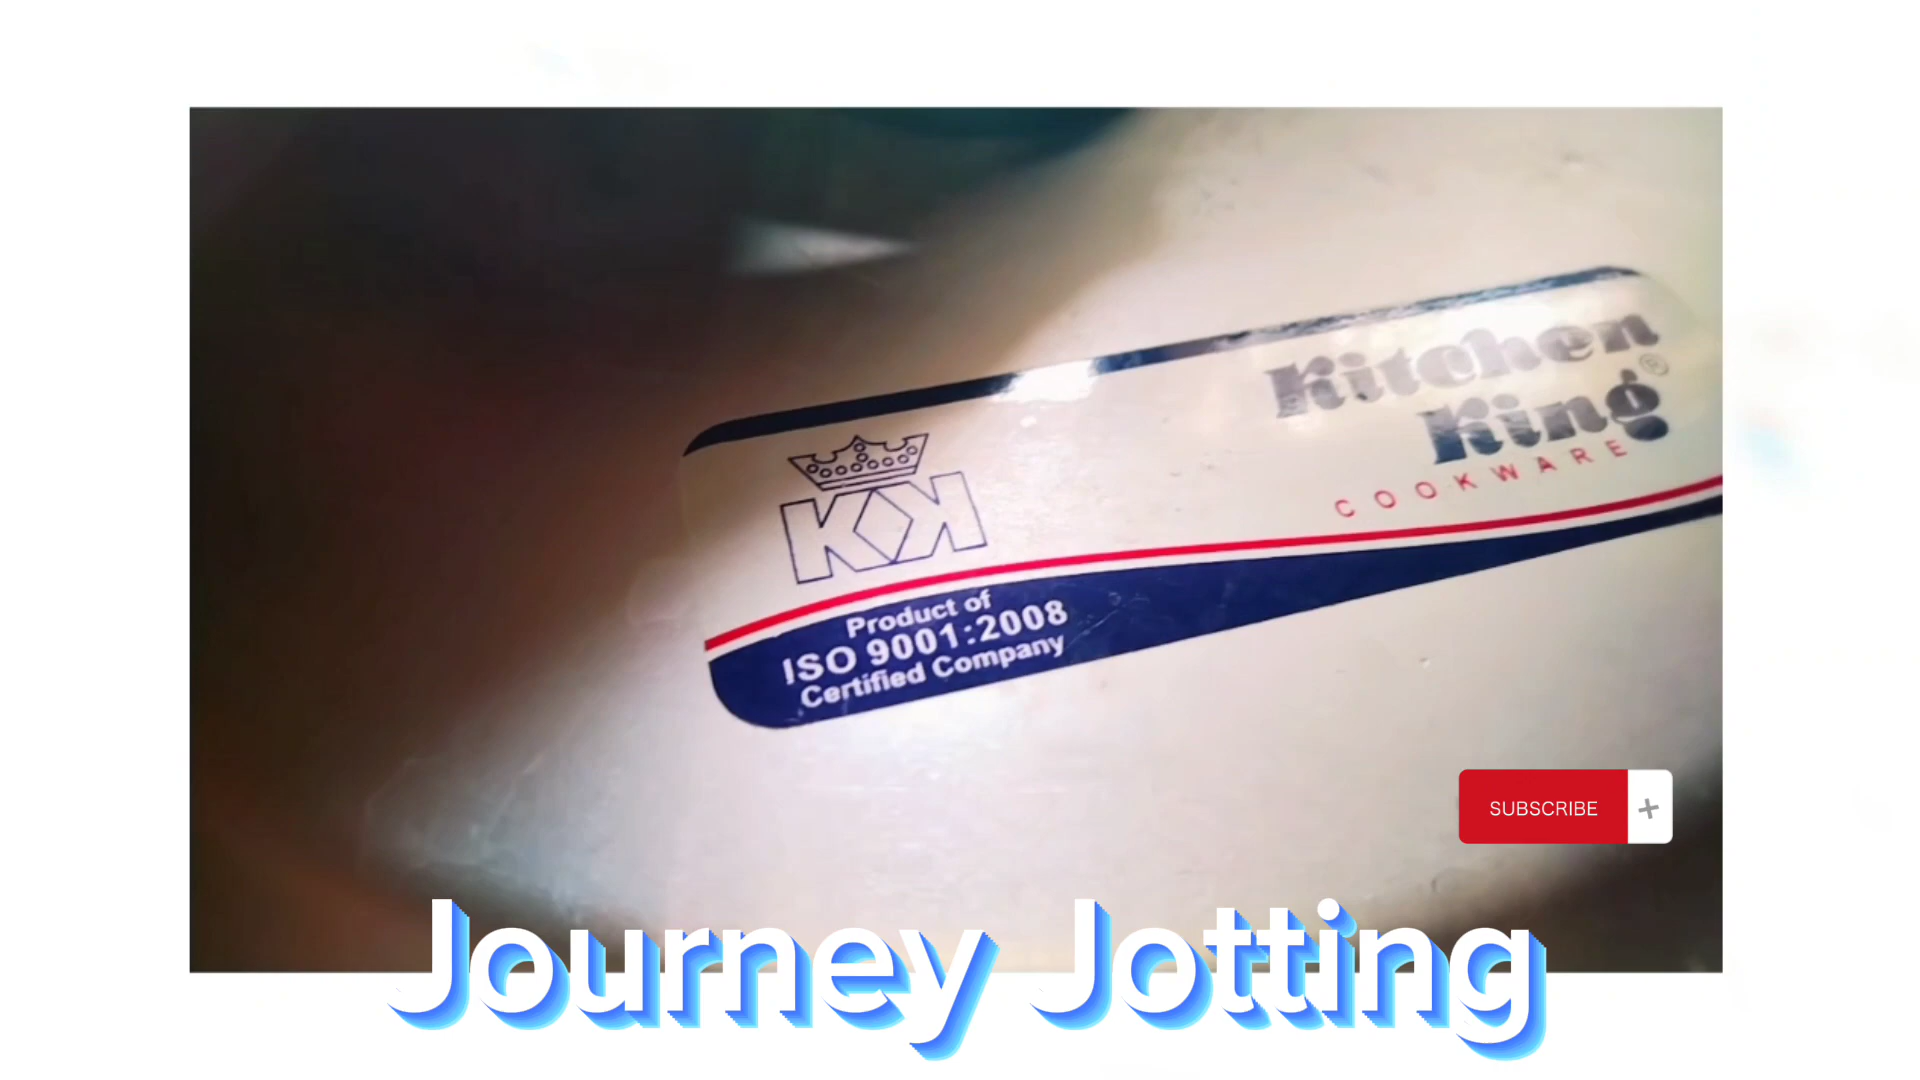 Kitchen
King®
COOKWARE
KK
Product of
ISO 9001:2008
Certified Company
SUBSCRIBE +
Journey Jotting